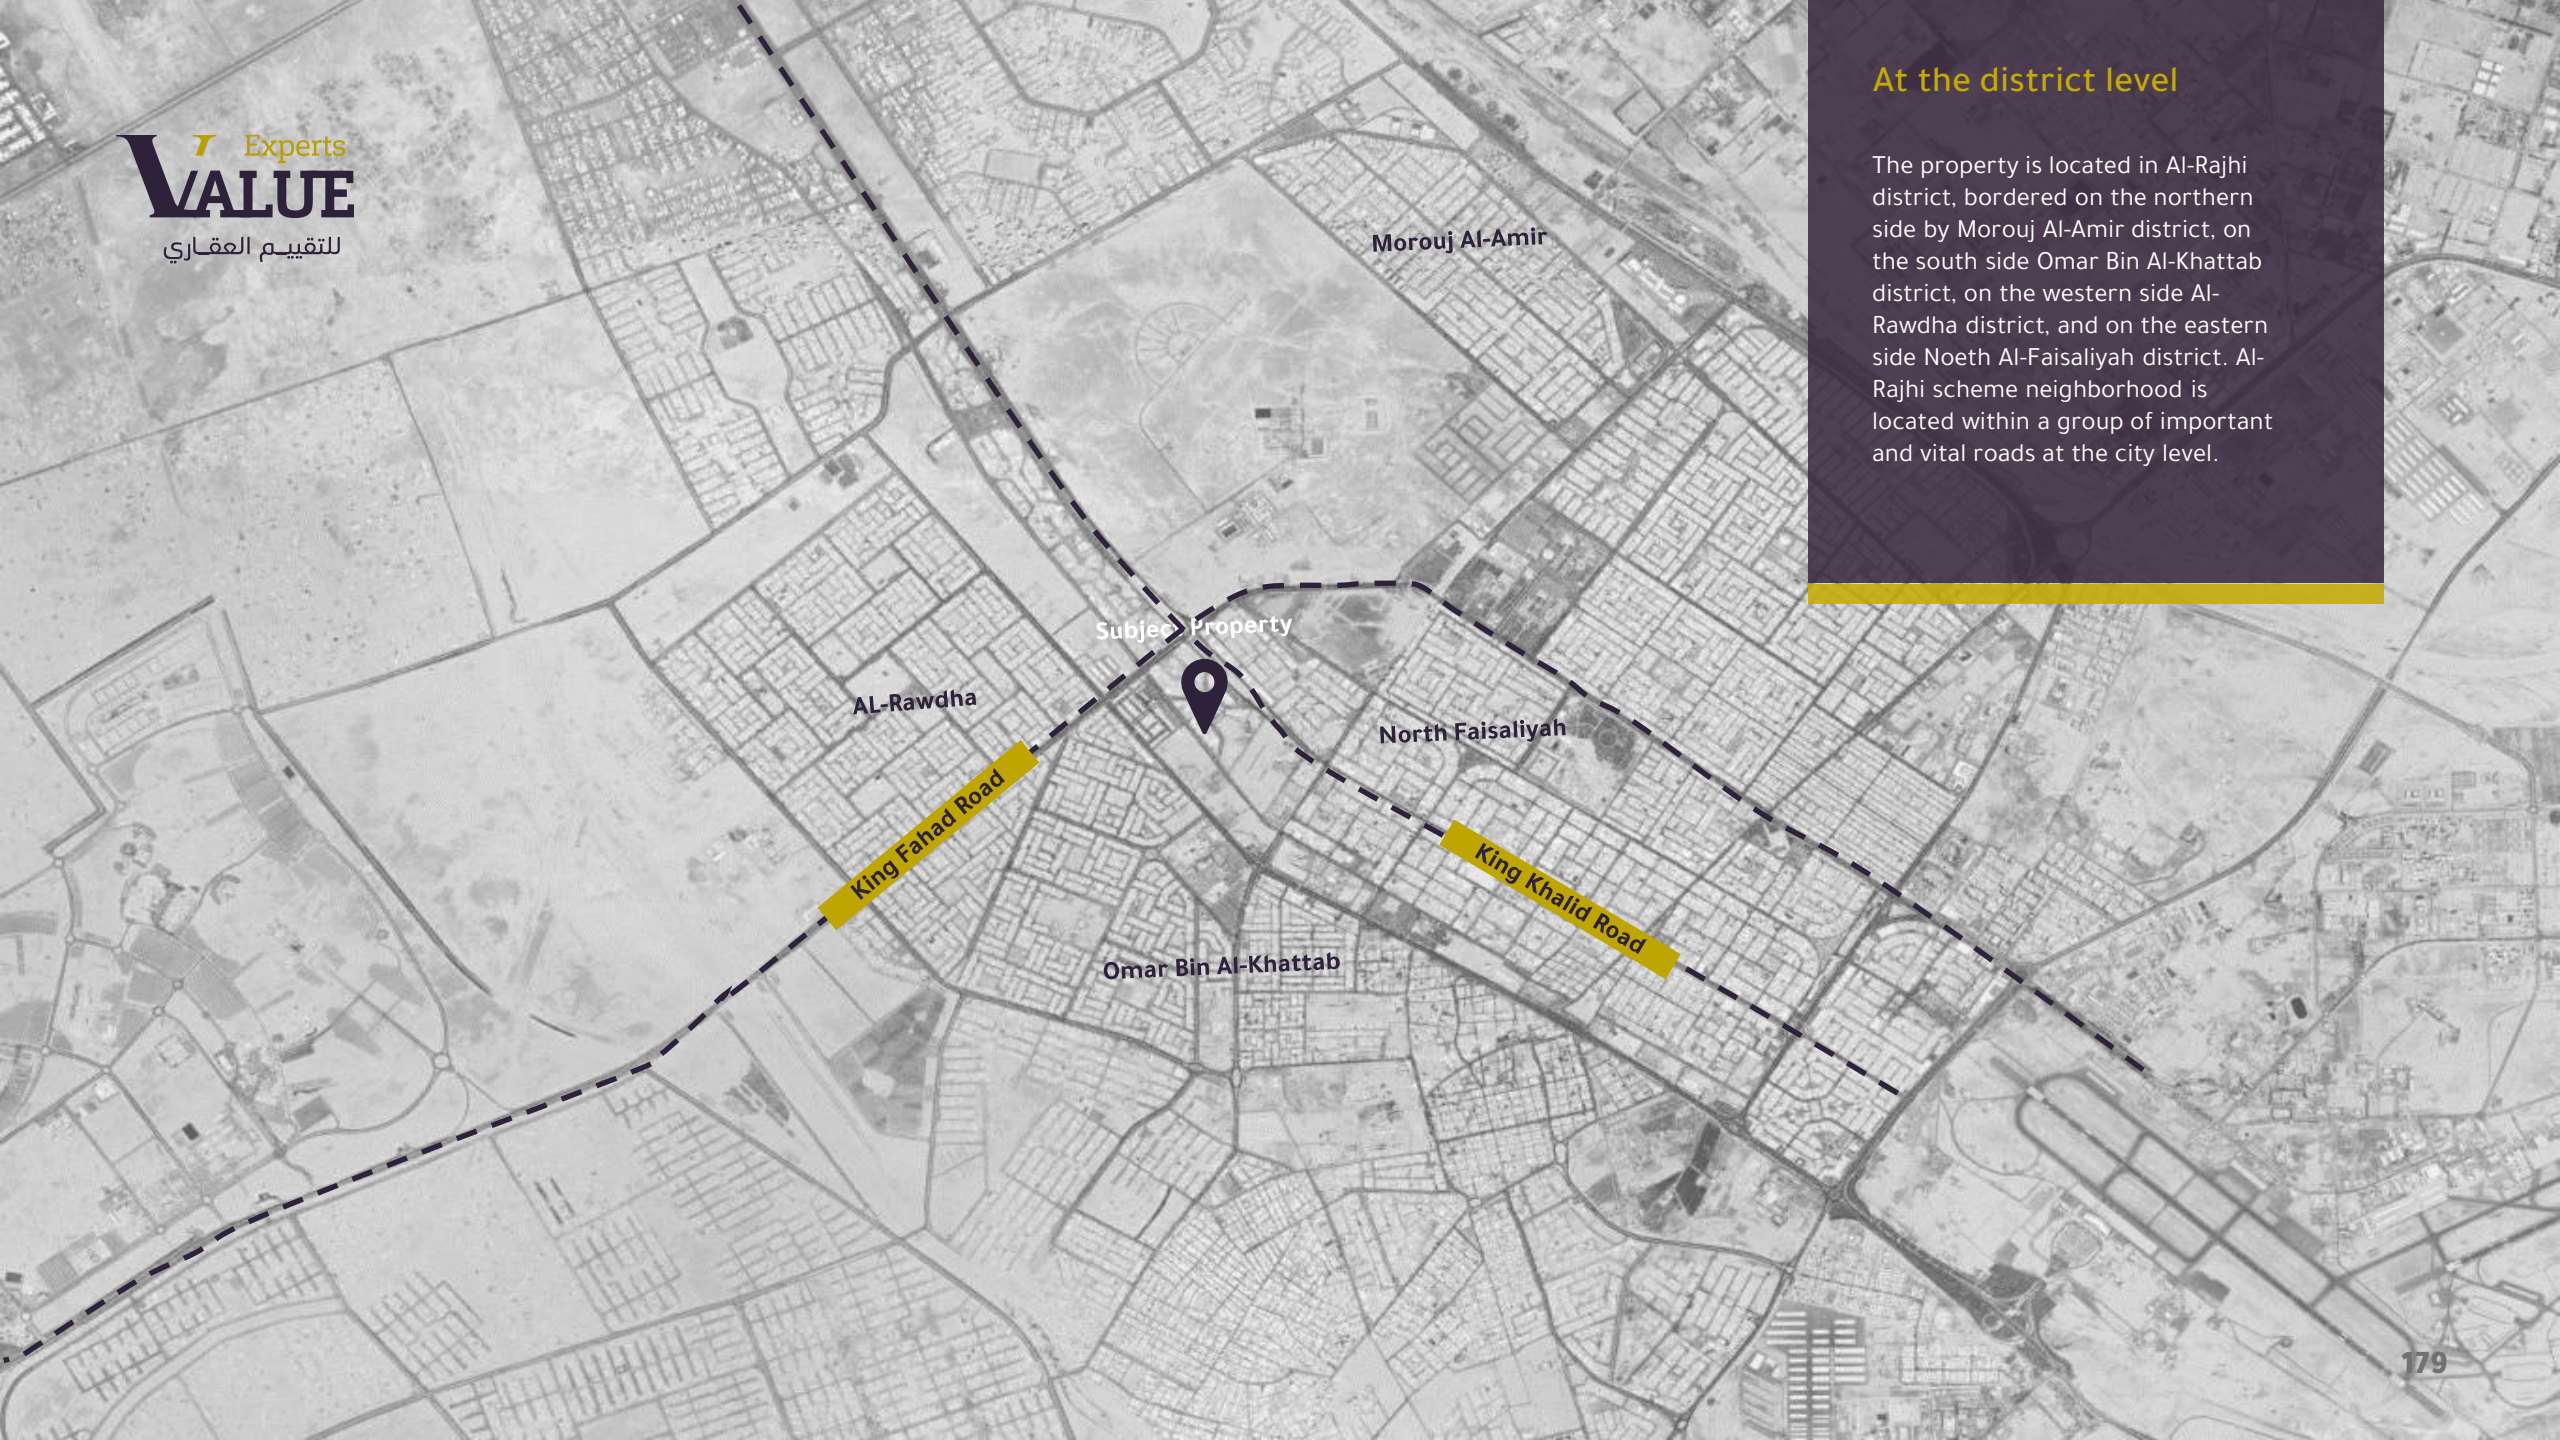 Experts
VALUE
للتقييم العقاري
At the district level
The property is located in Al-Rajhi
district, bordered on the northern
side by Morouj Al-Amir district, on
the south side Omar Bin Al-Khattab
district, on the western side Al-
Rawdha district, and on the eastern
side Noeth Al-Faisaliyah district. Al-
Rajhi scheme neighborhood is
located within a group of important
and vital roads at the city level.
Morouj Al-Amir
Subject Property
AL-Rawdha
North Faisaliyah
King Fahad Road
King Khalid Road
Omar Bin Al-Khattab
179